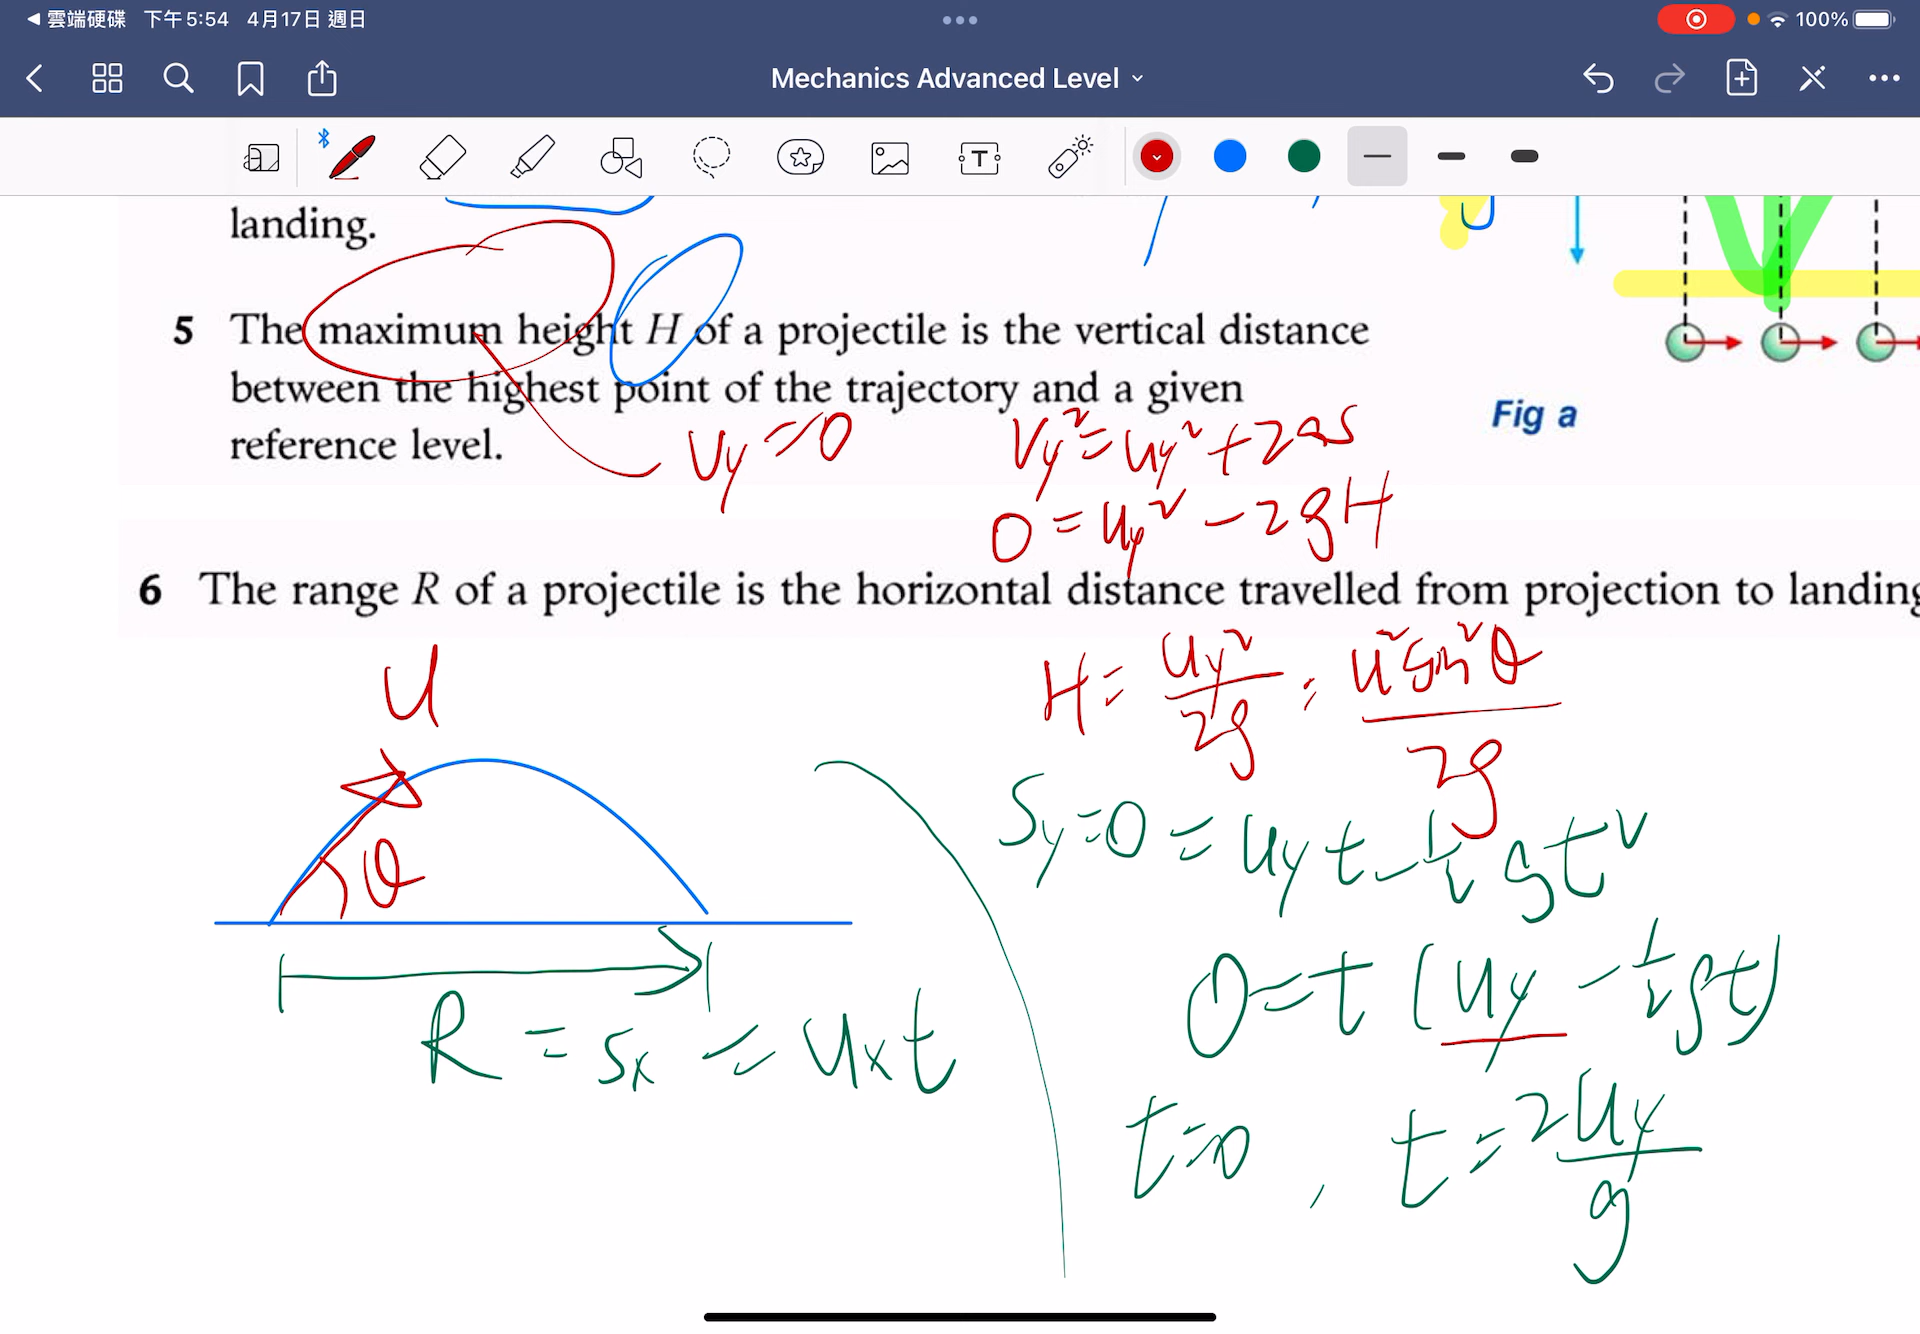 雲端硬碟 下午5:54 4月17日 週日
100%
Mechanics Advanced Level
landing.
5 The maximum height H of a projectile is the vertical distance
between the highest point of the trajectory and a given
reference level.
Vy = 0
Vy² = uy² + 2as
0 = uy² - 2gH
Fig a
6 The range R of a projectile is the horizontal distance travelled from projection to landing
H = uy²/2g = u²sin²θ/2g
u
θ
Sy = 0 = uyt - ½gt²
0 = t (uy - ½gt)
R = Sx = uxt
t=0 , t = 2uy/g